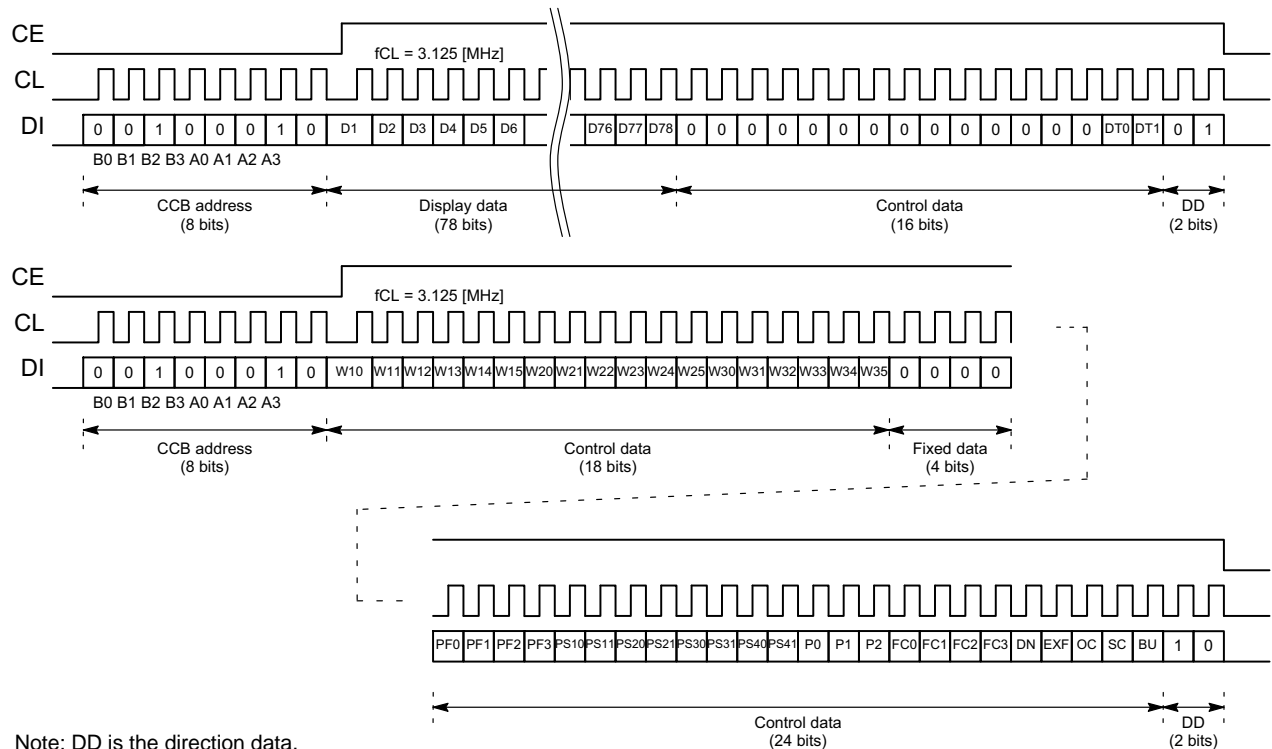 CE
fCL = 3.125 [MHz]
CL
DI 0 0 1 0 0 0 1 0 D1 D2 D3 D4 D5 D6 D76 D77 D78 0 0 0 0 0 0 0 0 0 0 0 0 0 0 DT0 DT1 0 1
B0 B1 B2 B3 A0 A1 A2 A3
CCB address Display data Control data DD
(8 bits) (78 bits) (16 bits) (2 bits)
CE
fCL = 3.125 [MHz]
CL
DI 0 0 1 0 0 0 1 0 W10 W11 W12 W13 W14 W15 W20 W21 W22 W23 W24 W25 W30 W31 W32 W33 W34 W35 0 0 0 0
B0 B1 B2 B3 A0 A1 A2 A3
CCB address Control data Fixed data
(8 bits) (18 bits) (4 bits)
PF0 PF1 PF2 PF3 PS10 PS11 PS20 PS21 PS30 PS31 PS40 PS41 P0 P1 P2 FC0 FC1 FC2 FC3 DN EXF OC SC BU 1 0
Control data DD
(24 bits) (2 bits)
Note: DD is the direction data.